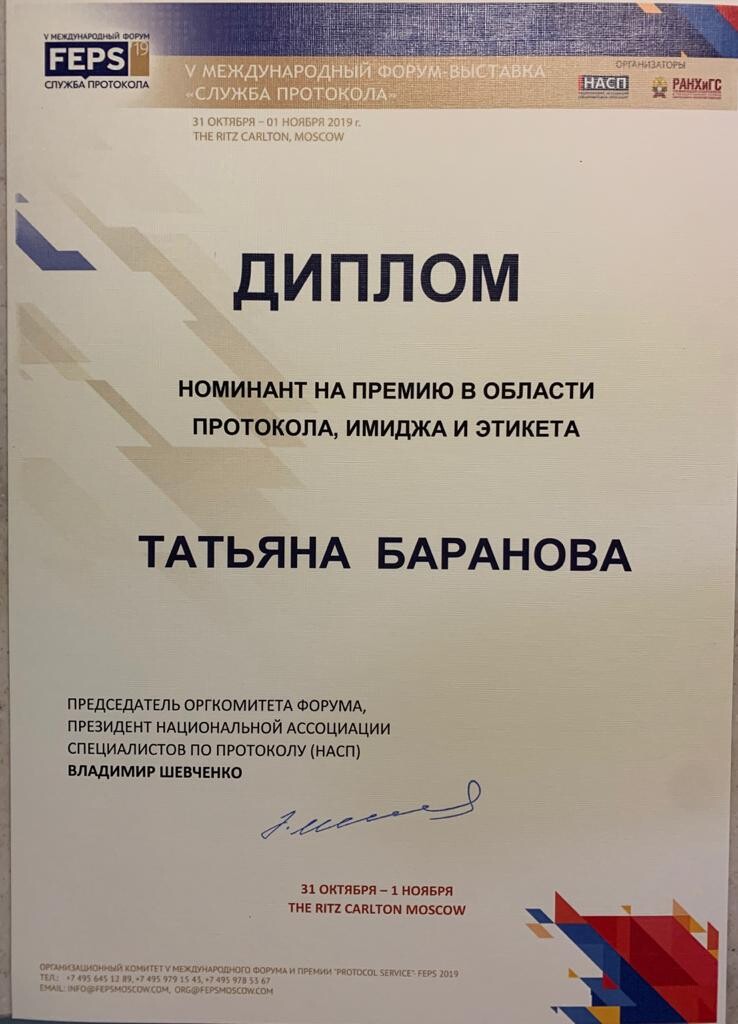 V МЕЖДУНАРОДНЫЙ ФОРУМ
FEPS 19
СЛУЖБА ПРОТОКОЛА
V МЕЖДУНАРОДНЫЙ ФОРУМ-ВЫСТАВКА
«СЛУЖБА ПРОТОКОЛА»
ОРГАНИЗАТОРЫ
НАСП
РАНХиГС
31 ОКТЯБРЯ – 01 НОЯБРЯ 2019 г.
THE RITZ CARLTON, MOSCOW
ДИПЛОМ
НОМИНАНТ НА ПРЕМИЮ В ОБЛАСТИ
ПРОТОКОЛА, ИМИДЖА И ЭТИКЕТА
ТАТЬЯНА БАРАНОВА
ПРЕДСЕДАТЕЛЬ ОРГКОМИТЕТА ФОРУМА,
ПРЕЗИДЕНТ НАЦИОНАЛЬНОЙ АССОЦИАЦИИ
СПЕЦИАЛИСТОВ ПО ПРОТОКОЛУ (НАСП)
ВЛАДИМИР ШЕВЧЕНКО
31 ОКТЯБРЯ – 1 НОЯБРЯ
THE RITZ CARLTON MOSCOW
ОРГАНИЗАЦИОННЫЙ КОМИТЕТ V МЕЖДУНАРОДНОГО ФОРУМА И ПРЕМИИ "PROTOCOL SERVICE"- FEPS 2019
ТЕЛ.: +7 495 645 12 89, +7 495 979 15 43, +7 495 978 53 67
EMAIL: INFO@FEPSMOSCOW.COM, ORG@FEPSMOSCOW.COM